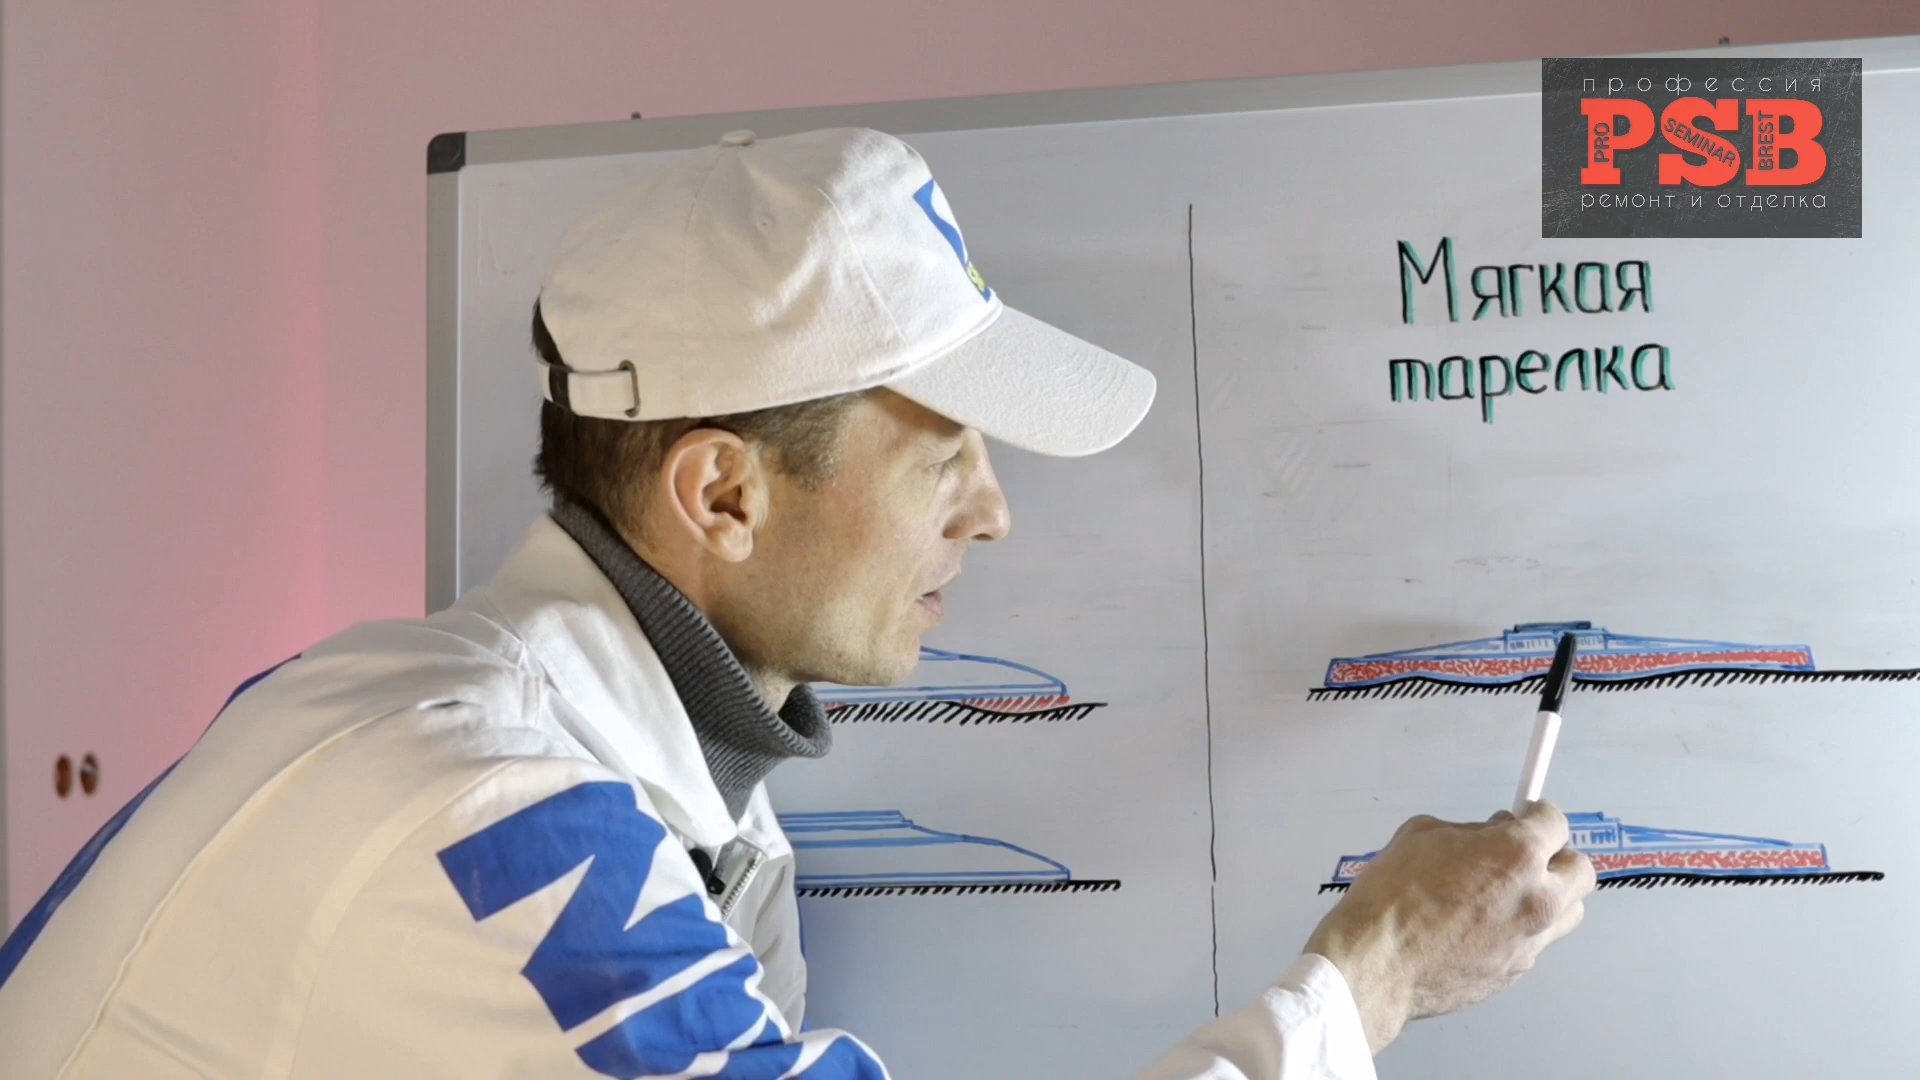 профессия
PRO PSB SEMINAR BREST
ремонт и отделка
Мягкая
тарелка